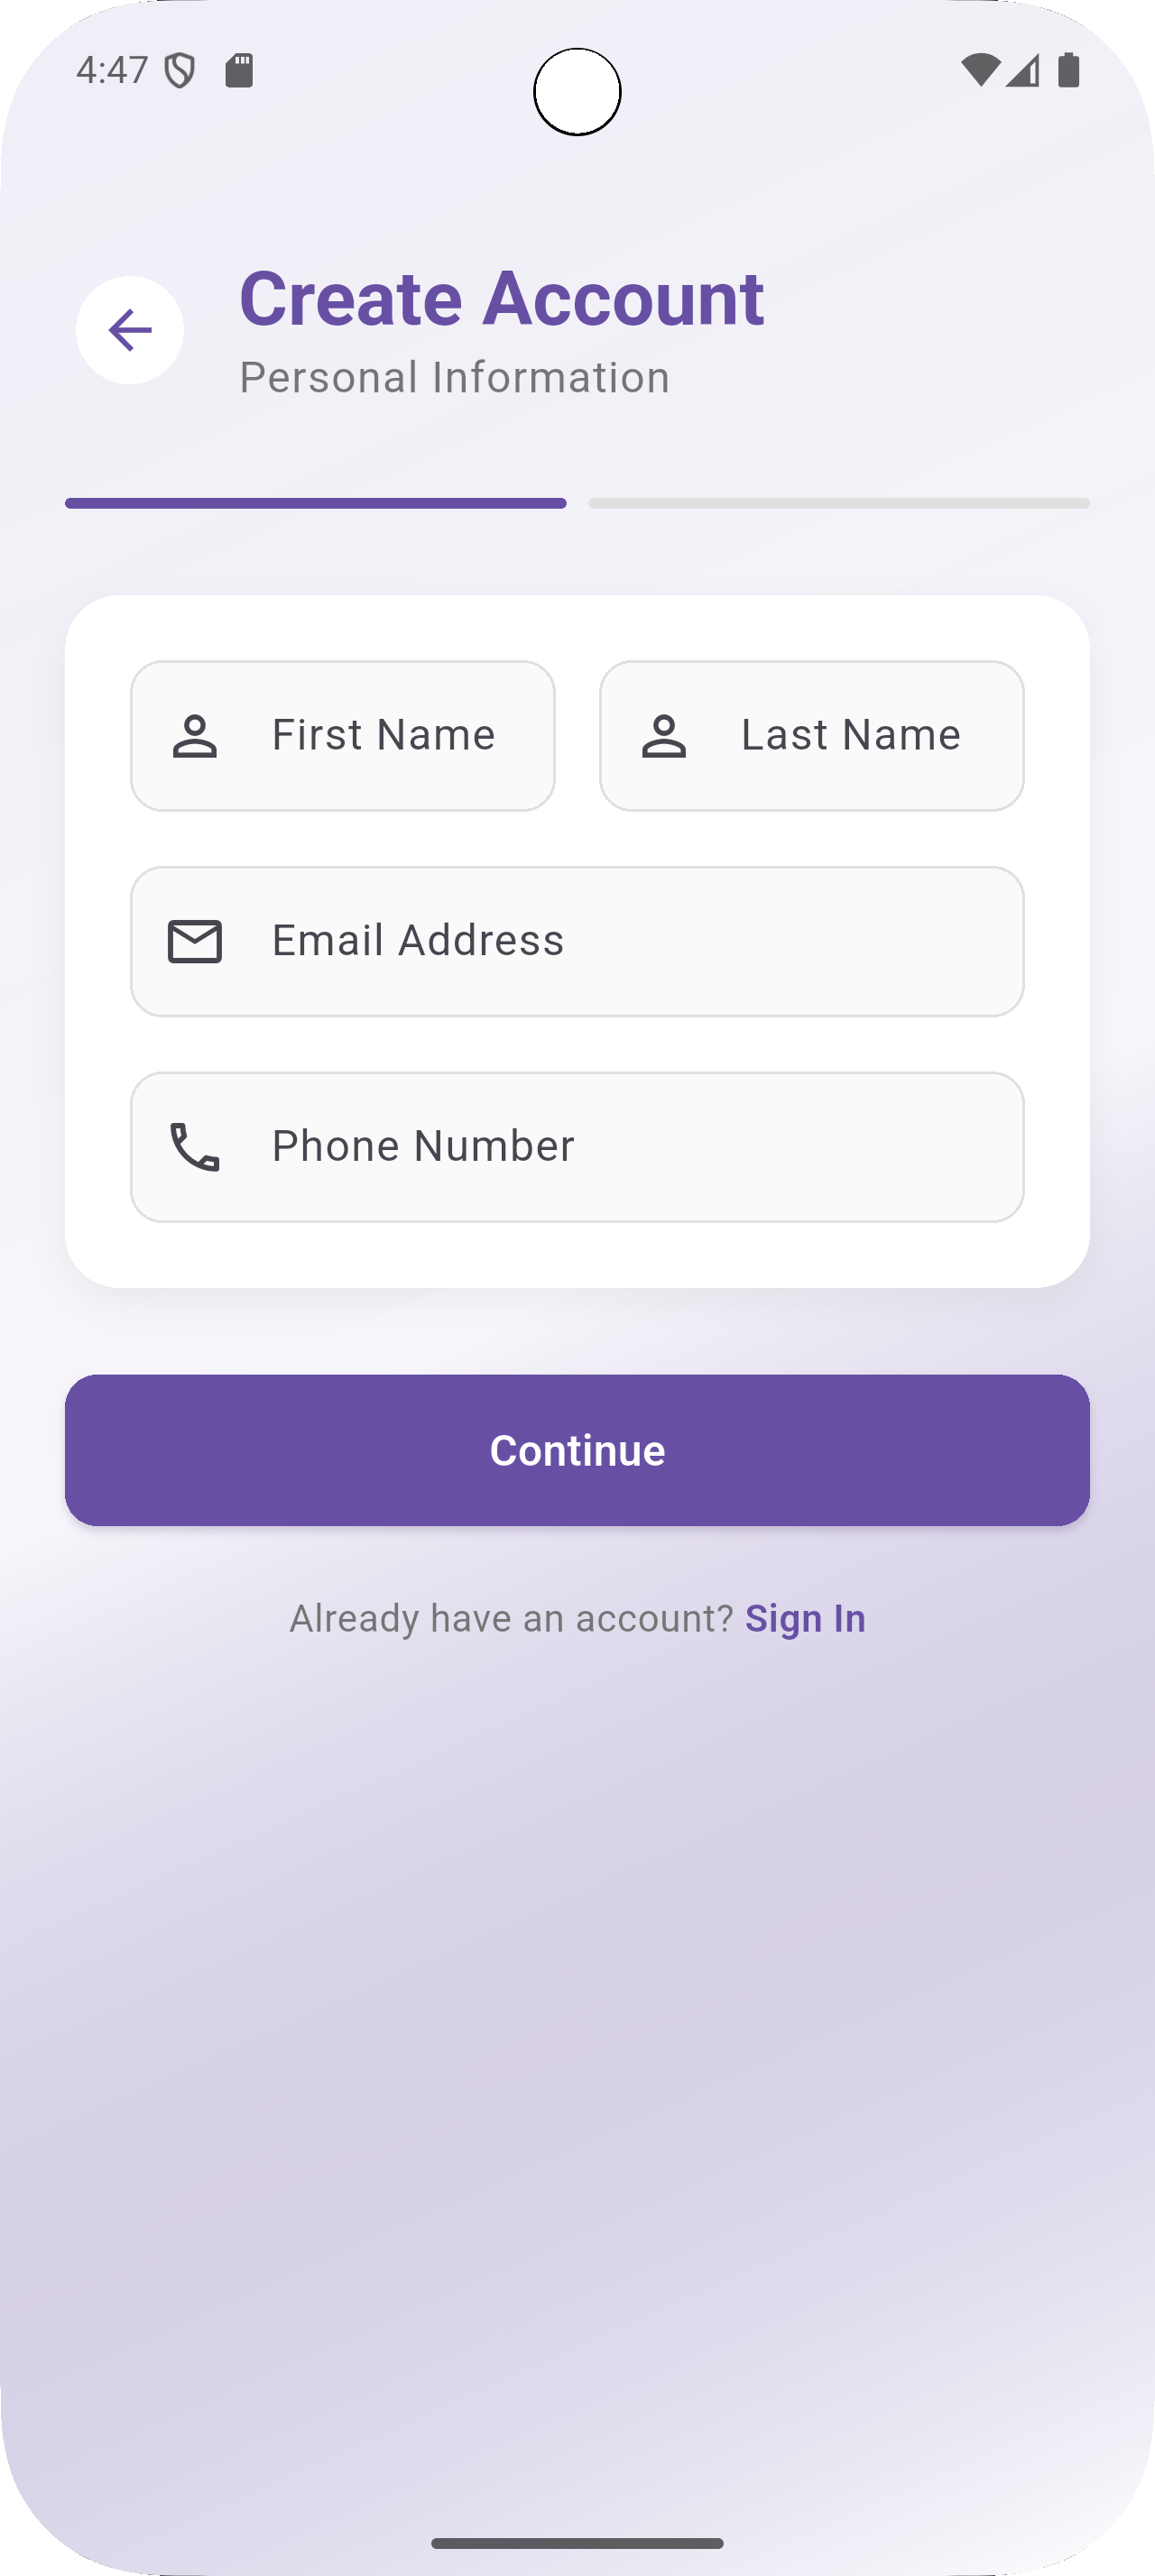 4:47
Create Account
Personal Information
First Name
Last Name
Email Address
Phone Number
Continue
Already have an account? Sign In